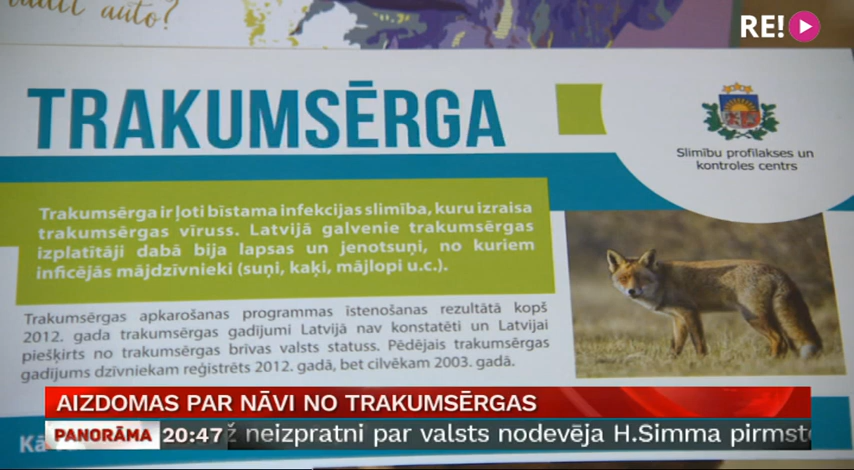 auto?
RE!
TRAKUMSĒRGA
Slimību profilakses un
kontroles centrs
Trakumsērga ir ļoti bīstama infekcijas slimība, kuru izraisa
trakumsērgas vīruss. Latvijā galvenie trakumsērgas
izplatītāji dabā bija lapsas un jenotsuņi, no kuriem
inficējās mājdzīvnieki (suņi, kaķi, mājlopi u.c.).
Trakumsērgas apkarošanas programmas īstenošanas rezultātā kopš
2012. gada trakumsērgas gadījumi Latvijā nav konstatēti un Latvijai
piešķirts no trakumsērgas brīvas valsts statuss. Pēdējais trakumsērgas
gadījums dzīvniekam reģistrēts 2012. gadā, bet cilvēkam 2003. gadā.
AIZDOMAS PAR NĀVI NO TRAKUMSĒRGAS
PANORĀMA 20:47 ž neizpratni par valsts nodevēja H.Simma pirmst